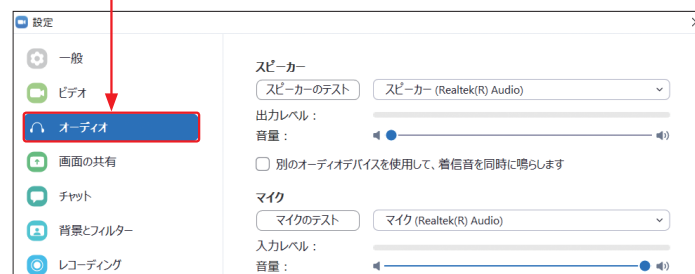 設定
一般
ビデオ
オーディオ
画面の共有
チャット
背景とフィルター
レコーディング
スピーカー
スピーカーのテスト
スピーカー (Realtek(R) Audio)
出力レベル：
音量：
別のオーディオデバイスを使用して、着信音を同時に鳴らします
マイク
マイクのテスト
マイク (Realtek(R) Audio)
入力レベル：
音量：